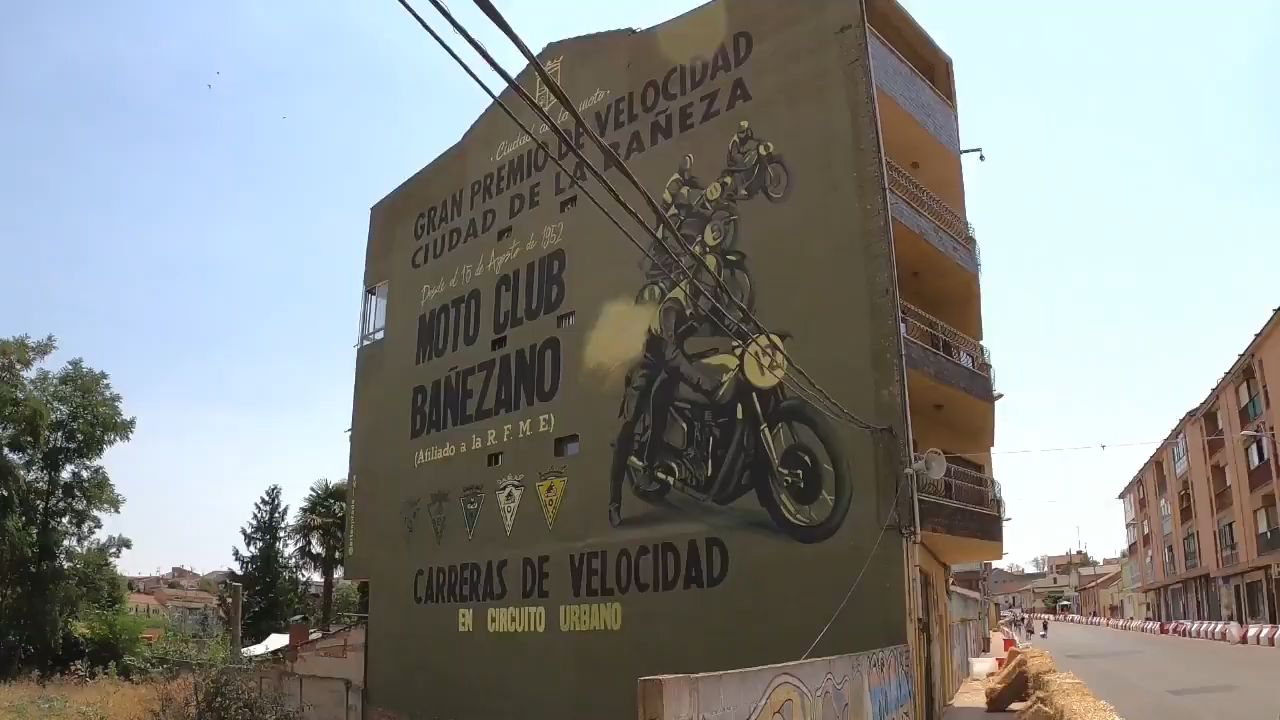 .Ciudad de la moto.
GRAN PREMIO DE VELOCIDAD
CIUDAD DE LA BAÑEZA
Desde el 15 de Agosto de 1952
MOTO CLUB
BAÑEZANO
(Afiliado a la R. F. M. E)
CARRERAS DE VELOCIDAD
EN CIRCUITO URBANO